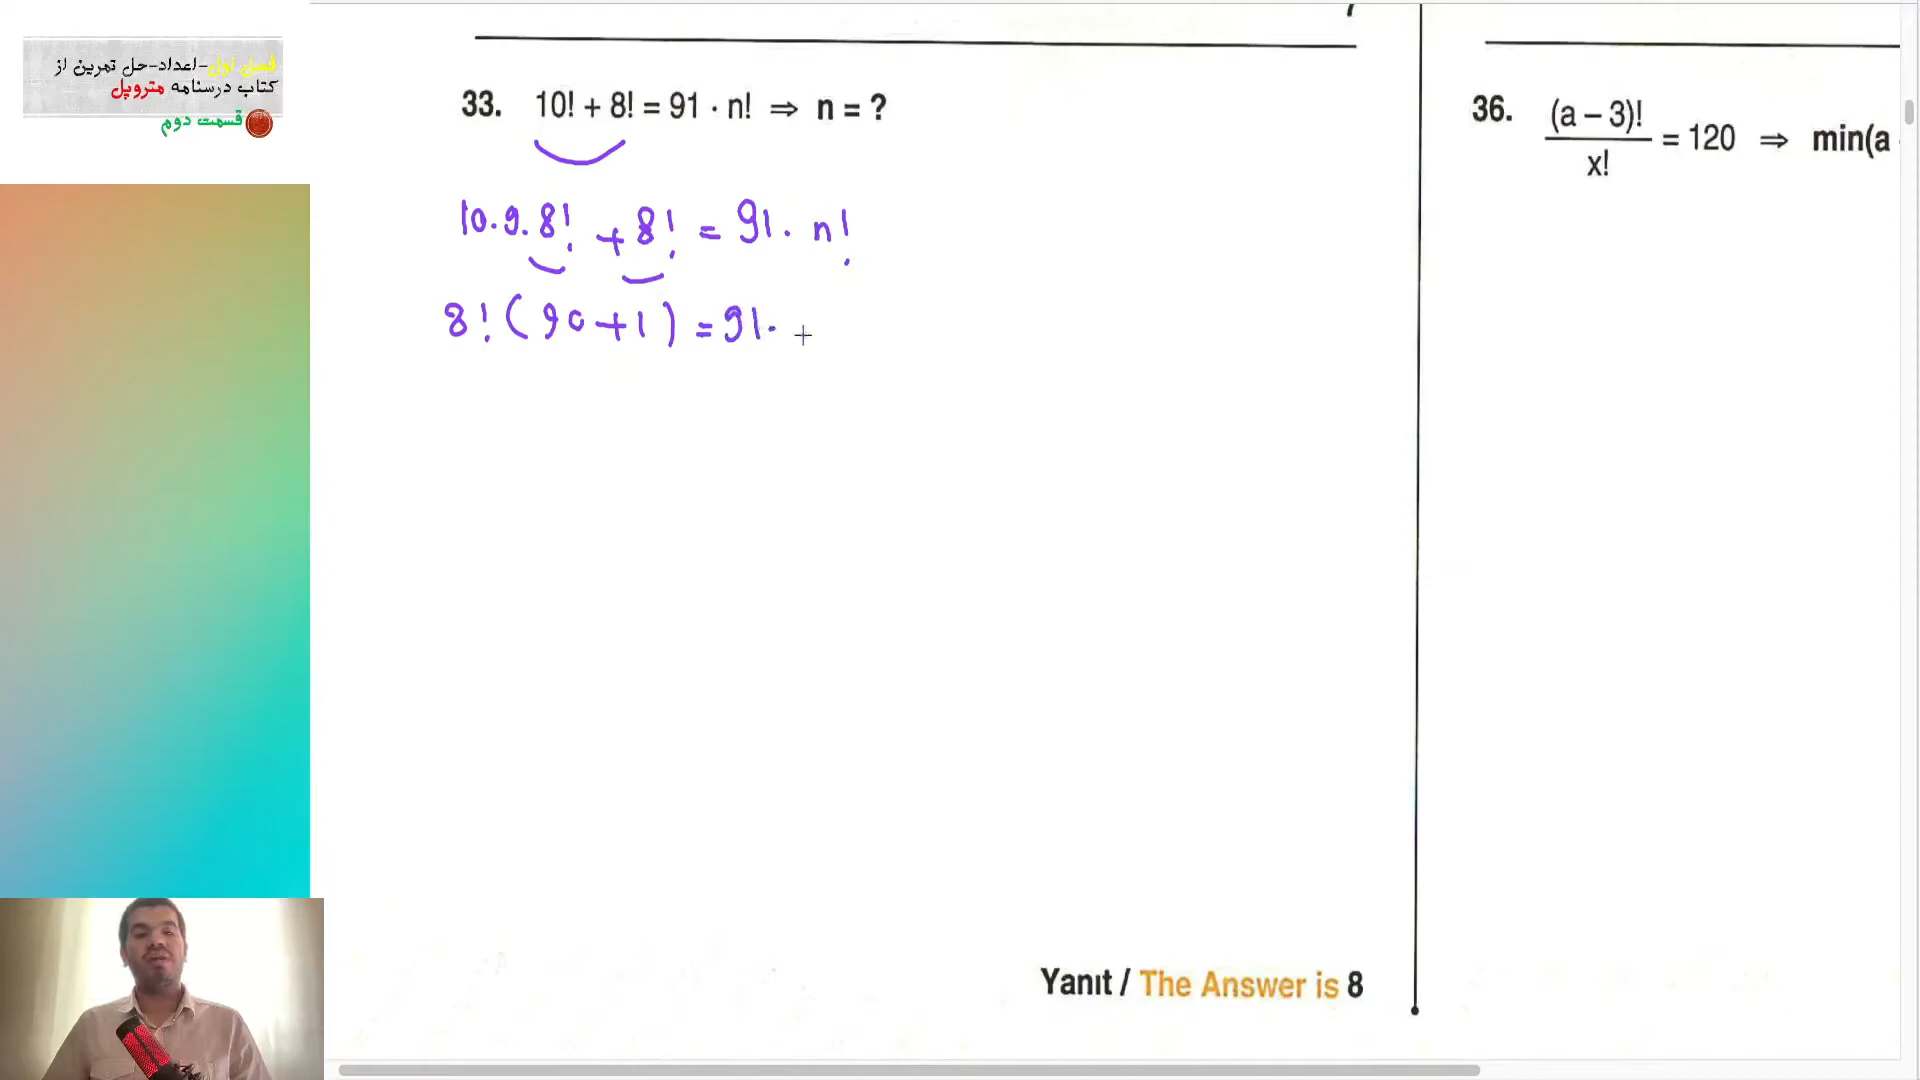 فصل اول-اعداد-حل تمرین از
کتاب درسنامه متروپل
قسمت دوم
33. 10! + 8! = 91 · n! ⇒ n = ?
10.9.8! + 8! = 91. n!
8! (90+1) = 91.
Yanıt / The Answer is 8
36. (a – 3)!
x!
= 120 ⇒ min(a